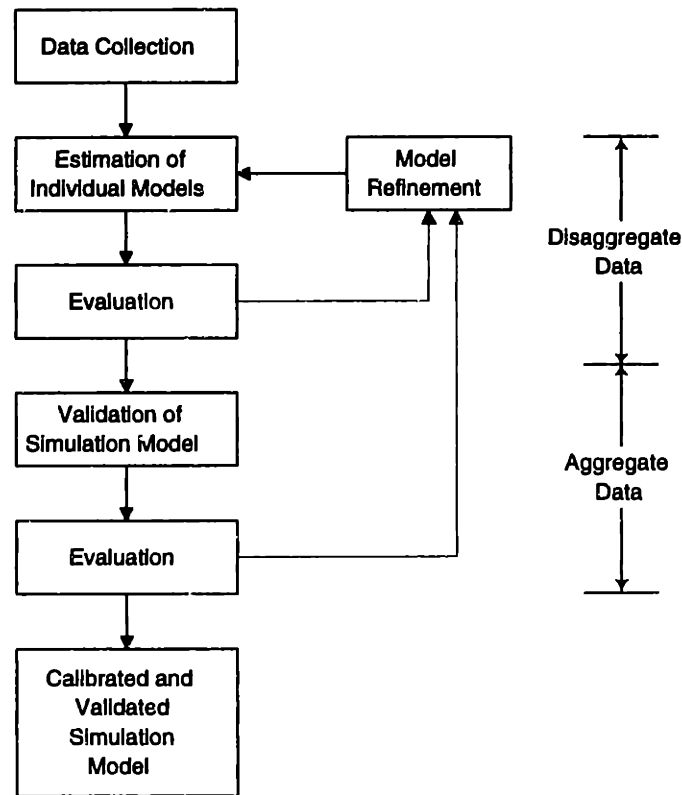 Data Collection
Estimation of
Individual Models
Model
Refinement
Disaggregate
Data
Evaluation
Validation of
Simulation Model
Aggregate
Data
Evaluation
Calibrated and
Validated
Simulation
Model